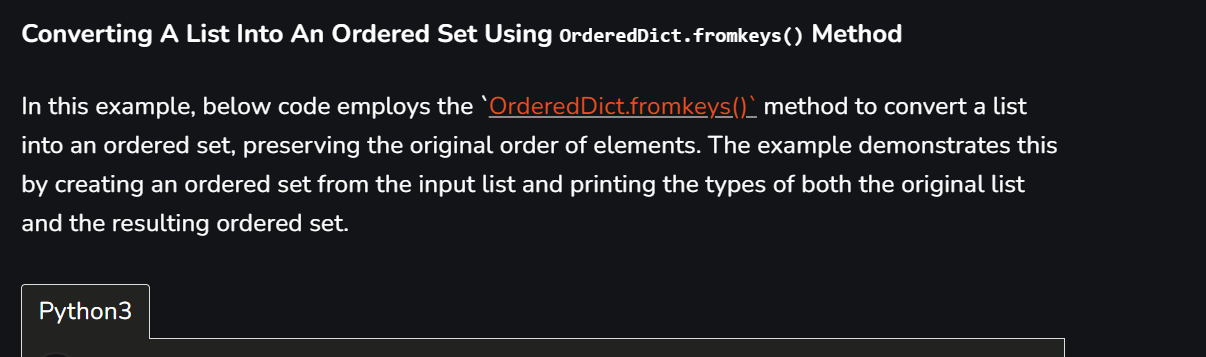 Converting A List Into An Ordered Set Using OrderedDict.fromkeys() Method
In this example, below code employs the `OrderedDict.fromkeys()` method to convert a list
into an ordered set, preserving the original order of elements. The example demonstrates this
by creating an ordered set from the input list and printing the types of both the original list
and the resulting ordered set.
Python3